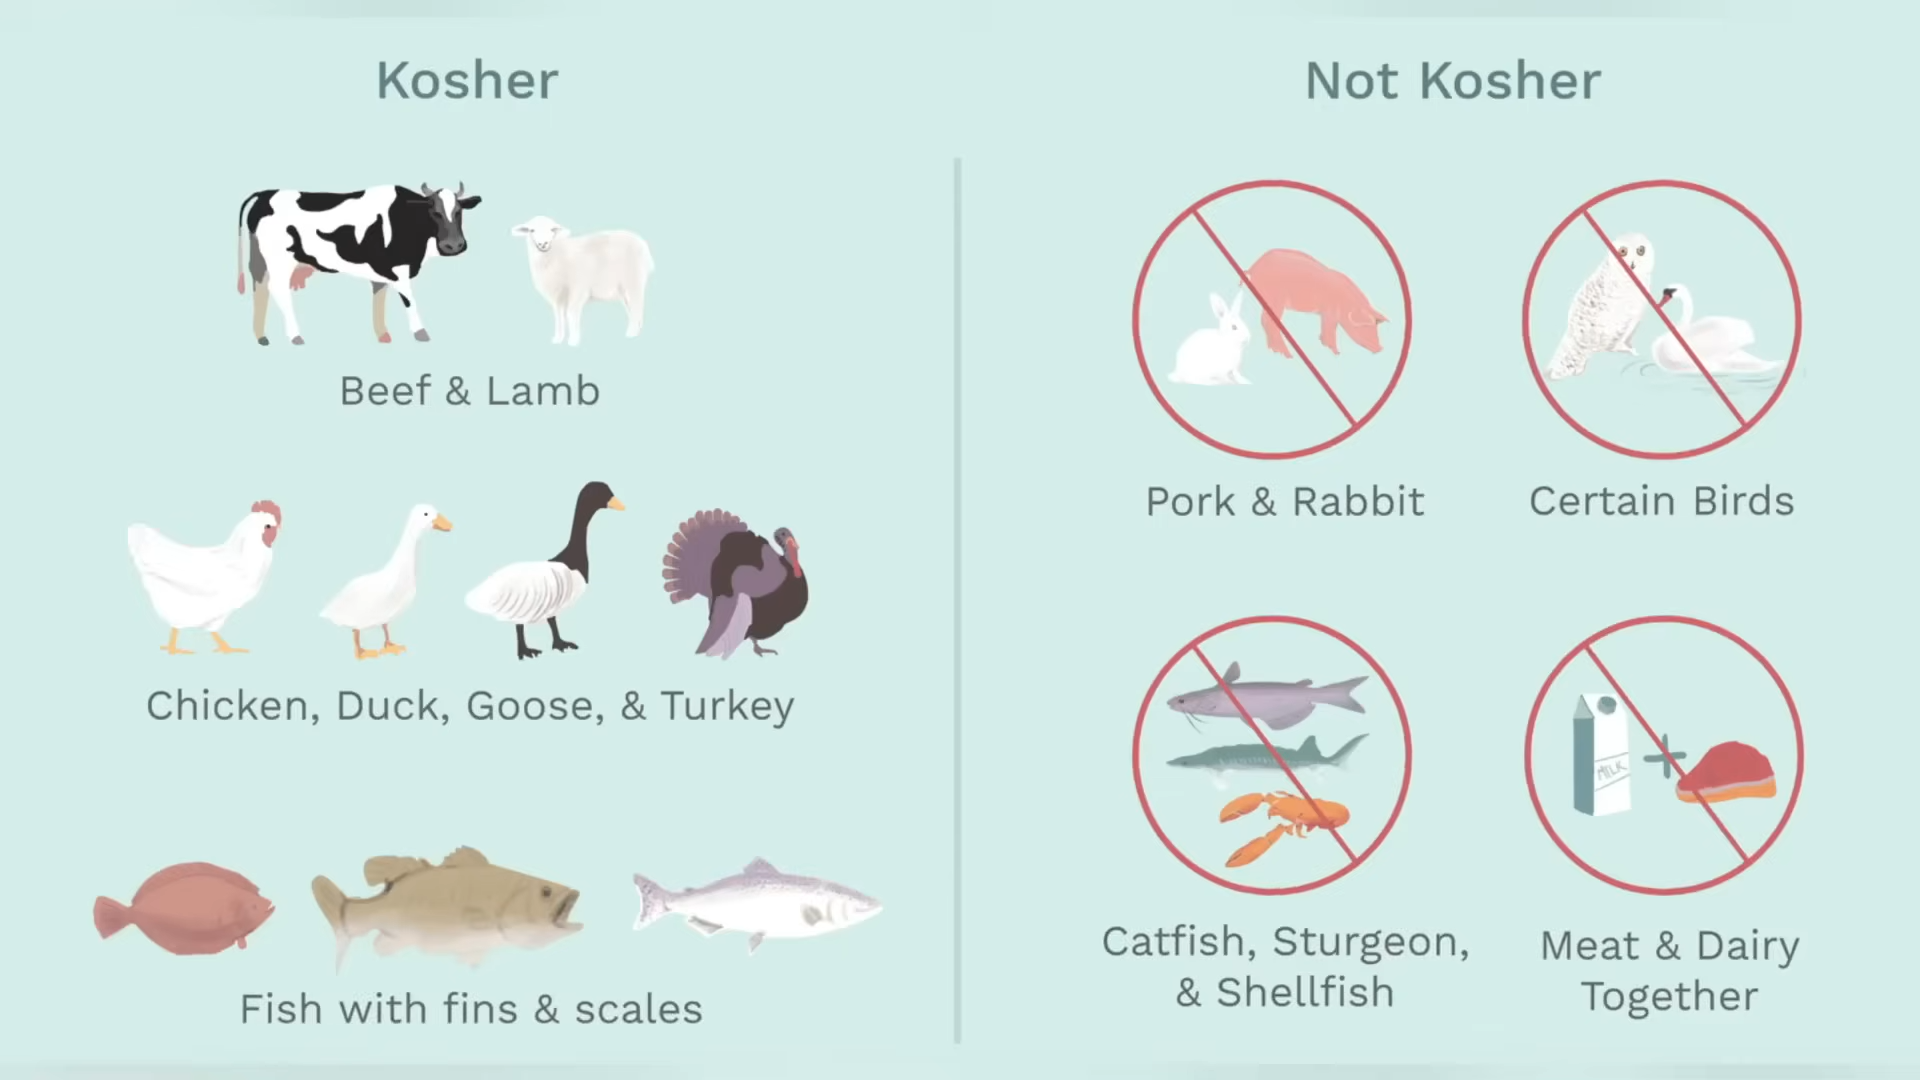 Kosher
Beef & Lamb
Chicken, Duck, Goose, & Turkey
Fish with fins & scales
Not Kosher
Pork & Rabbit
Certain Birds
Catfish, Sturgeon,
& Shellfish
MILK
Meat & Dairy
Together